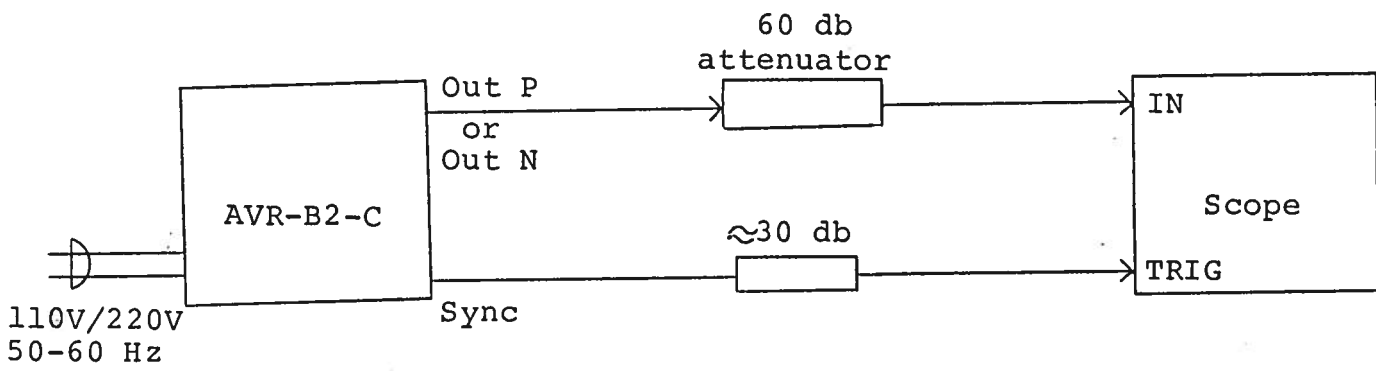 60 db
attenuator
Out P
or
Out N
IN
AVR-B2-C
Scope
≈30 db
TRIG
Sync
110V/220V
50-60 Hz